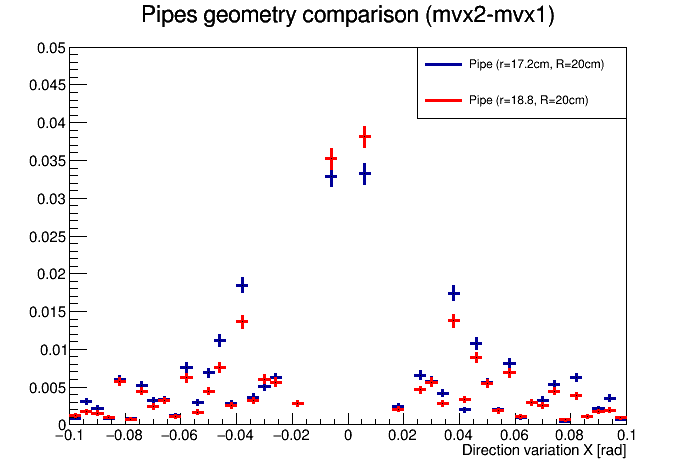 Pipes geometry comparison (mvx2-mvx1)
0.05
0.045
0.04
0.035
0.03
0.025
0.02
0.015
0.01
0.005
0
Pipe (r=17.2cm, R=20cm)
Pipe (r=18.8, R=20cm)
−0.1 −0.08 −0.06 −0.04 −0.02 0 0.02 0.04 0.06 0.08 0.1
Direction variation X [rad]